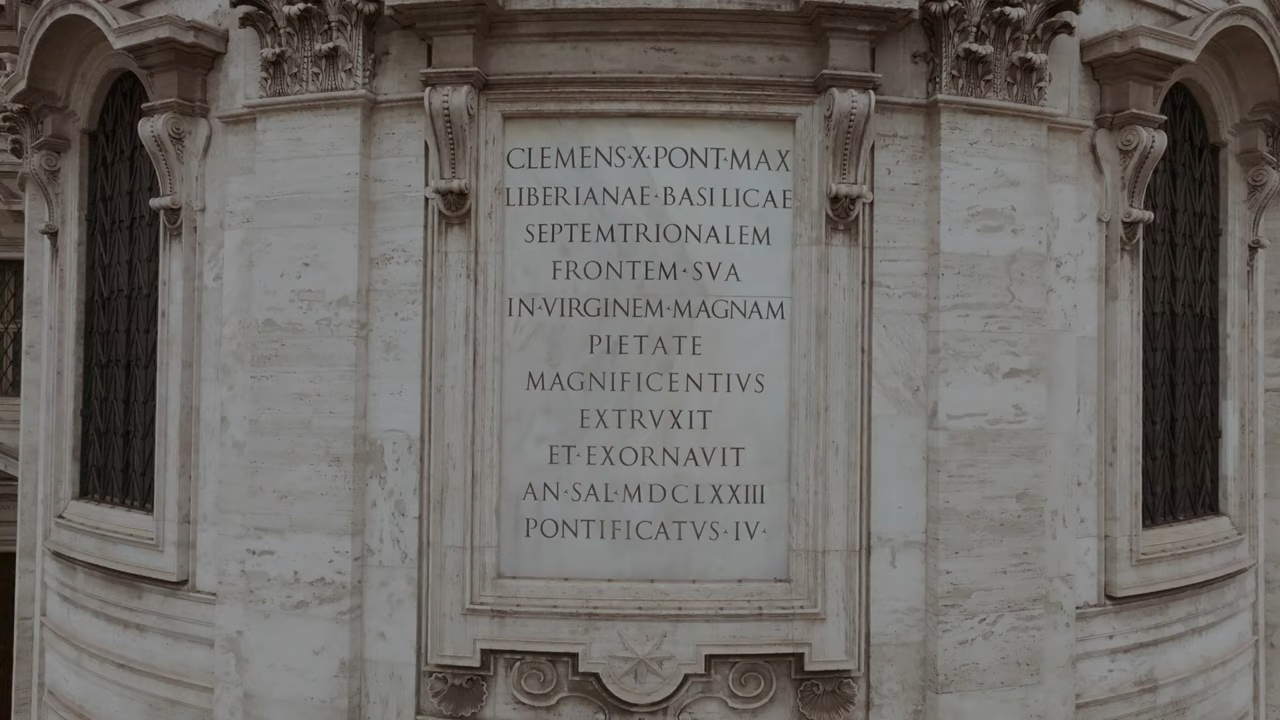 CLEMENS·X·PONT·MAX
LIBERIANAE·BASILICAE
SEPTEMTRIONALEM
FRONTEM·SVA
IN·VIRGINEM·MAGNAM
PIETATE
MAGNIFICENTIVS
EXTRVXIT
ET·EXORNAVIT
AN·SAL·MDCLXXIII
PONTIFICATVS·IV·